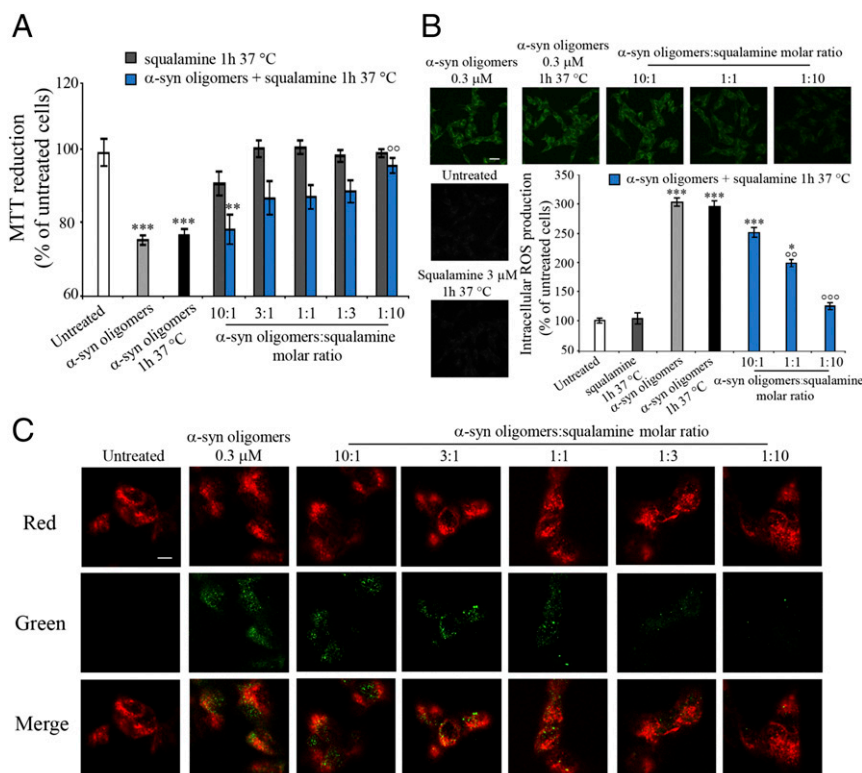 A
squalamine 1h 37 °C
α-syn oligomers + squalamine 1h 37 °C
MTT reduction
(% of untreated cells)
120
100
80
60
***
***
**
°°
Untreated
α-syn oligomers
α-syn oligomers
1h 37 °C
10:1
3:1
1:1
1:3
1:10
α-syn oligomers:squalamine
molar ratio
B
α-syn oligomers
0.3 μM
α-syn oligomers
0.3 μM
1h 37 °C
α-syn oligomers:squalamine molar ratio
10:1
1:1
1:10
Untreated
Squalamine 3 μM
1h 37 °C
α-syn oligomers + squalamine 1h 37 °C
Intracellular ROS production
(% of untreated cells)
350
300
250
200
150
100
50
***
***
***
*
°°
°°°
Untreated
squalamine
1h 37 °C
α-syn oligomers
α-syn oligomers
1h 37 °C
10:1
1:1
1:10
α-syn oligomers:squalamine
molar ratio
C
α-syn oligomers:squalamine molar ratio
Untreated
α-syn oligomers
0.3 μM
10:1
3:1
1:1
1:3
1:10
Red
Green
Merge